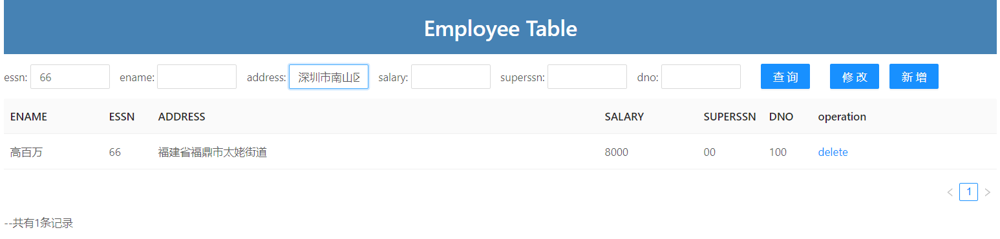 Employee Table
essn: 66 ename: address: 深圳市南山区 salary: superssn: dno: 查 询 修 改 新 增
ENAME ESSN ADDRESS SALARY SUPERSSN DNO operation
高百万 66 福建省福鼎市太姥街道 8000 00 100 delete
1
--共有1条记录